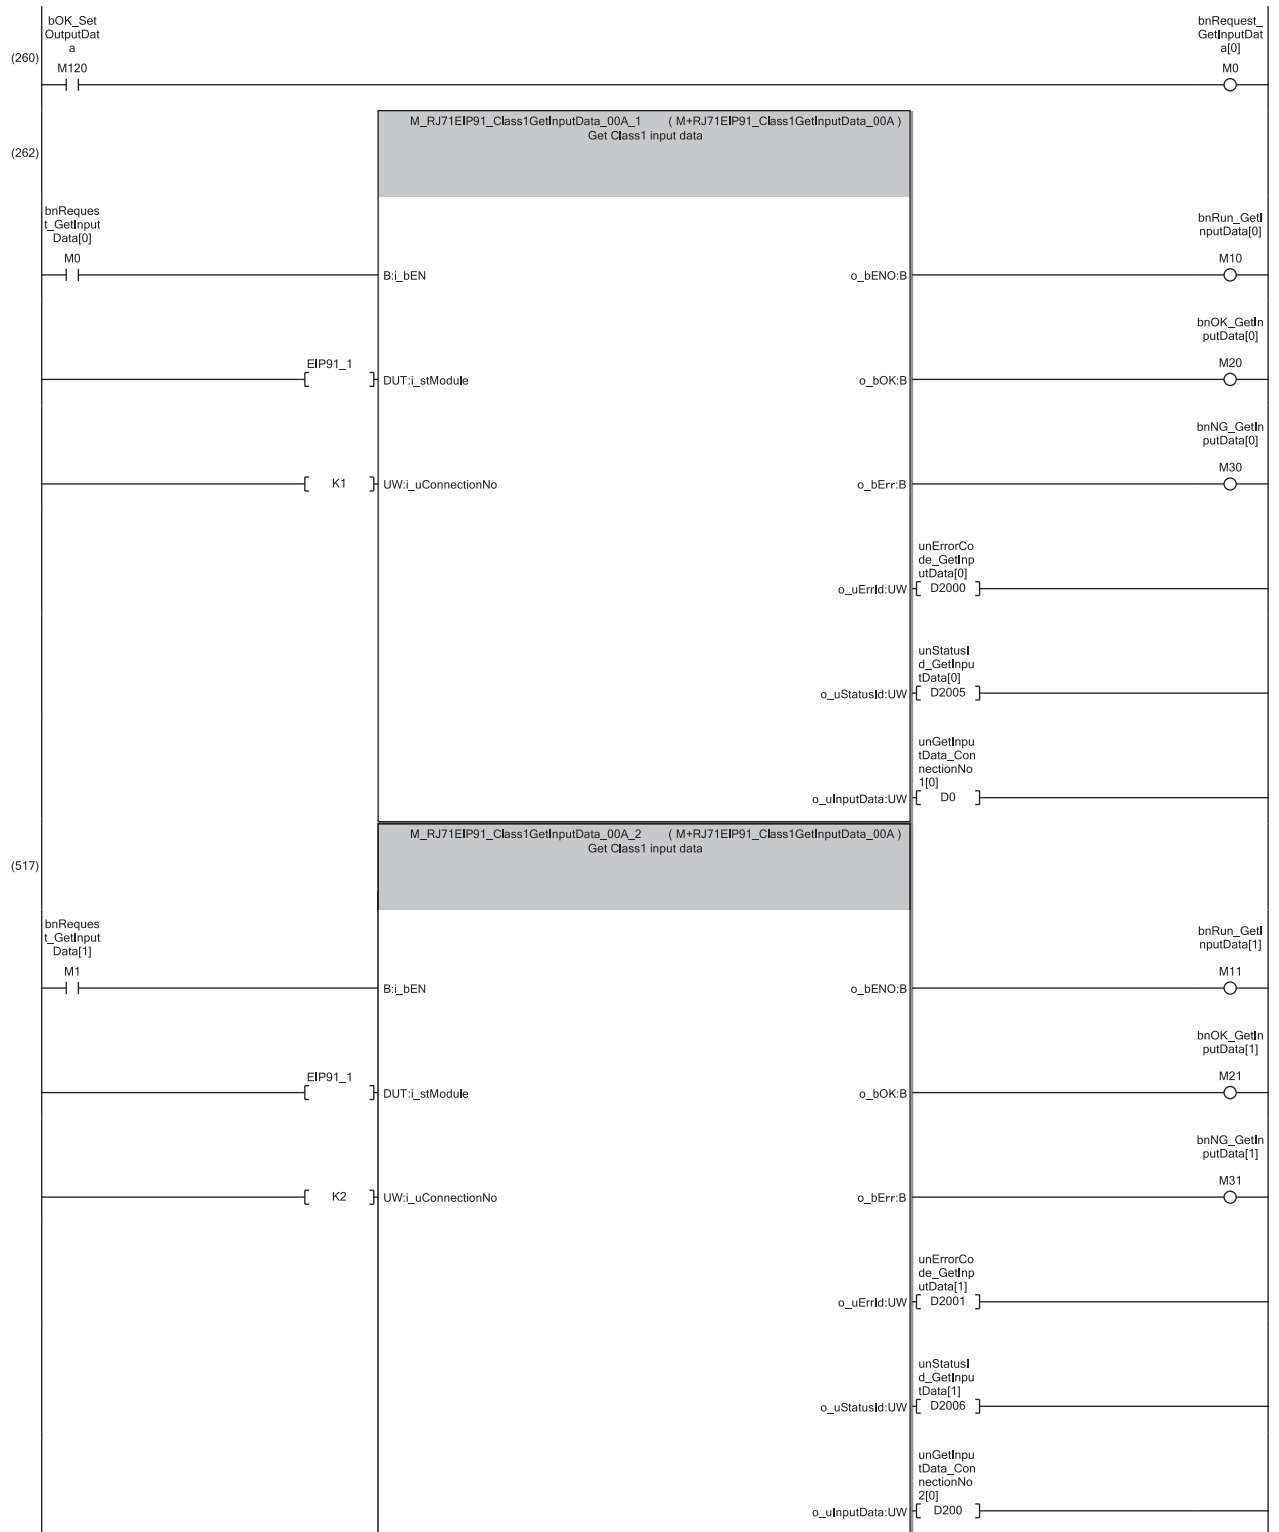 bOK_Set
OutputDat
a
bnRequest_
GetInputDat
a[0]
(260)
M120
M0
M_RJ71EIP91_Class1GetInputData_00A_1 ( M+RJ71EIP91_Class1GetInputData_00A )
Get Class1 input data
(262)
bnReques
t_GetInput
Data[0]
bnRun_GetI
nputData[0]
M0
M10
B:i_bEN
o_bENO:B
bnOK_GetIn
putData[0]
EIP91_1
M20
DUT:i_stModule
o_bOK:B
bnNG_GetIn
putData[0]
M30
K1
UW:i_uConnectionNo
o_bErr:B
unErrorCo
de_GetInp
utData[0]
o_uErrId:UW
D2000
unStatusI
d_GetInpu
tData[0]
o_uStatusId:UW
D2005
unGetInpu
tData_Con
nectionNo
1[0]
o_uInputData:UW
D0
M_RJ71EIP91_Class1GetInputData_00A_2 ( M+RJ71EIP91_Class1GetInputData_00A )
Get Class1 input data
(517)
bnReques
t_GetInput
Data[1]
bnRun_GetI
nputData[1]
M1
M11
B:i_bEN
o_bENO:B
bnOK_GetIn
putData[1]
EIP91_1
M21
DUT:i_stModule
o_bOK:B
bnNG_GetIn
putData[1]
M31
K2
UW:i_uConnectionNo
o_bErr:B
unErrorCo
de_GetInp
utData[1]
o_uErrId:UW
D2001
unStatusI
d_GetInpu
tData[1]
o_uStatusId:UW
D2006
unGetInpu
tData_Con
nectionNo
2[0]
o_uInputData:UW
D200